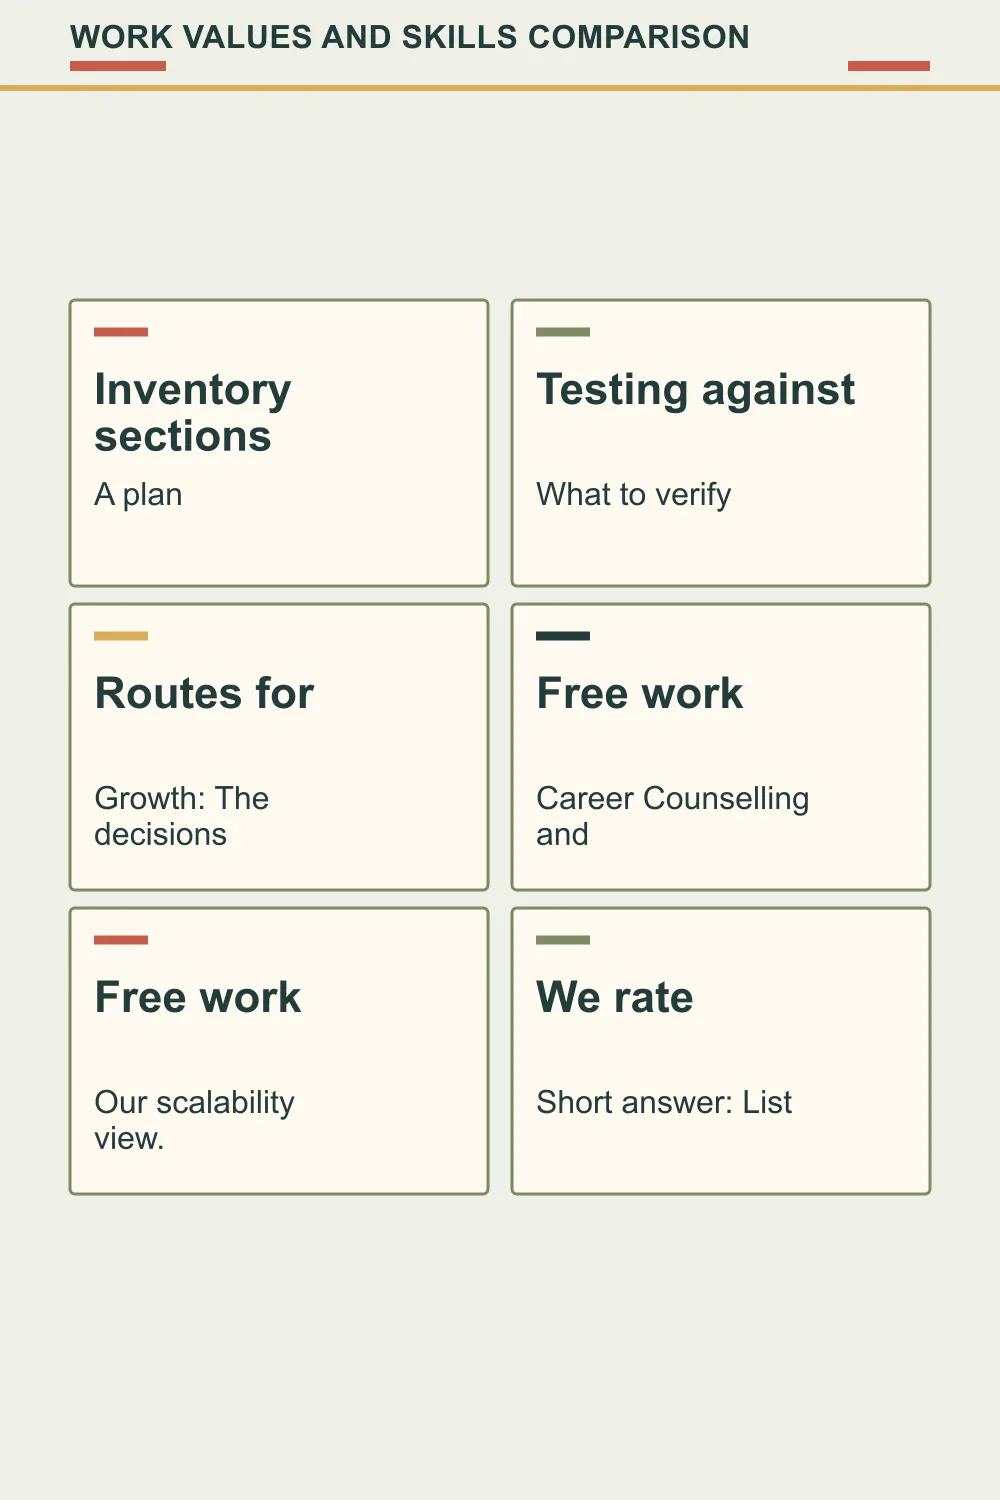 WORK VALUES AND SKILLS COMPARISON
Inventory
sections
A plan
Testing against
What to verify
Routes for
Growth: The
decisions
Free work
Career Counselling
and
Free work
Our scalability
view.
We rate
Short answer: List